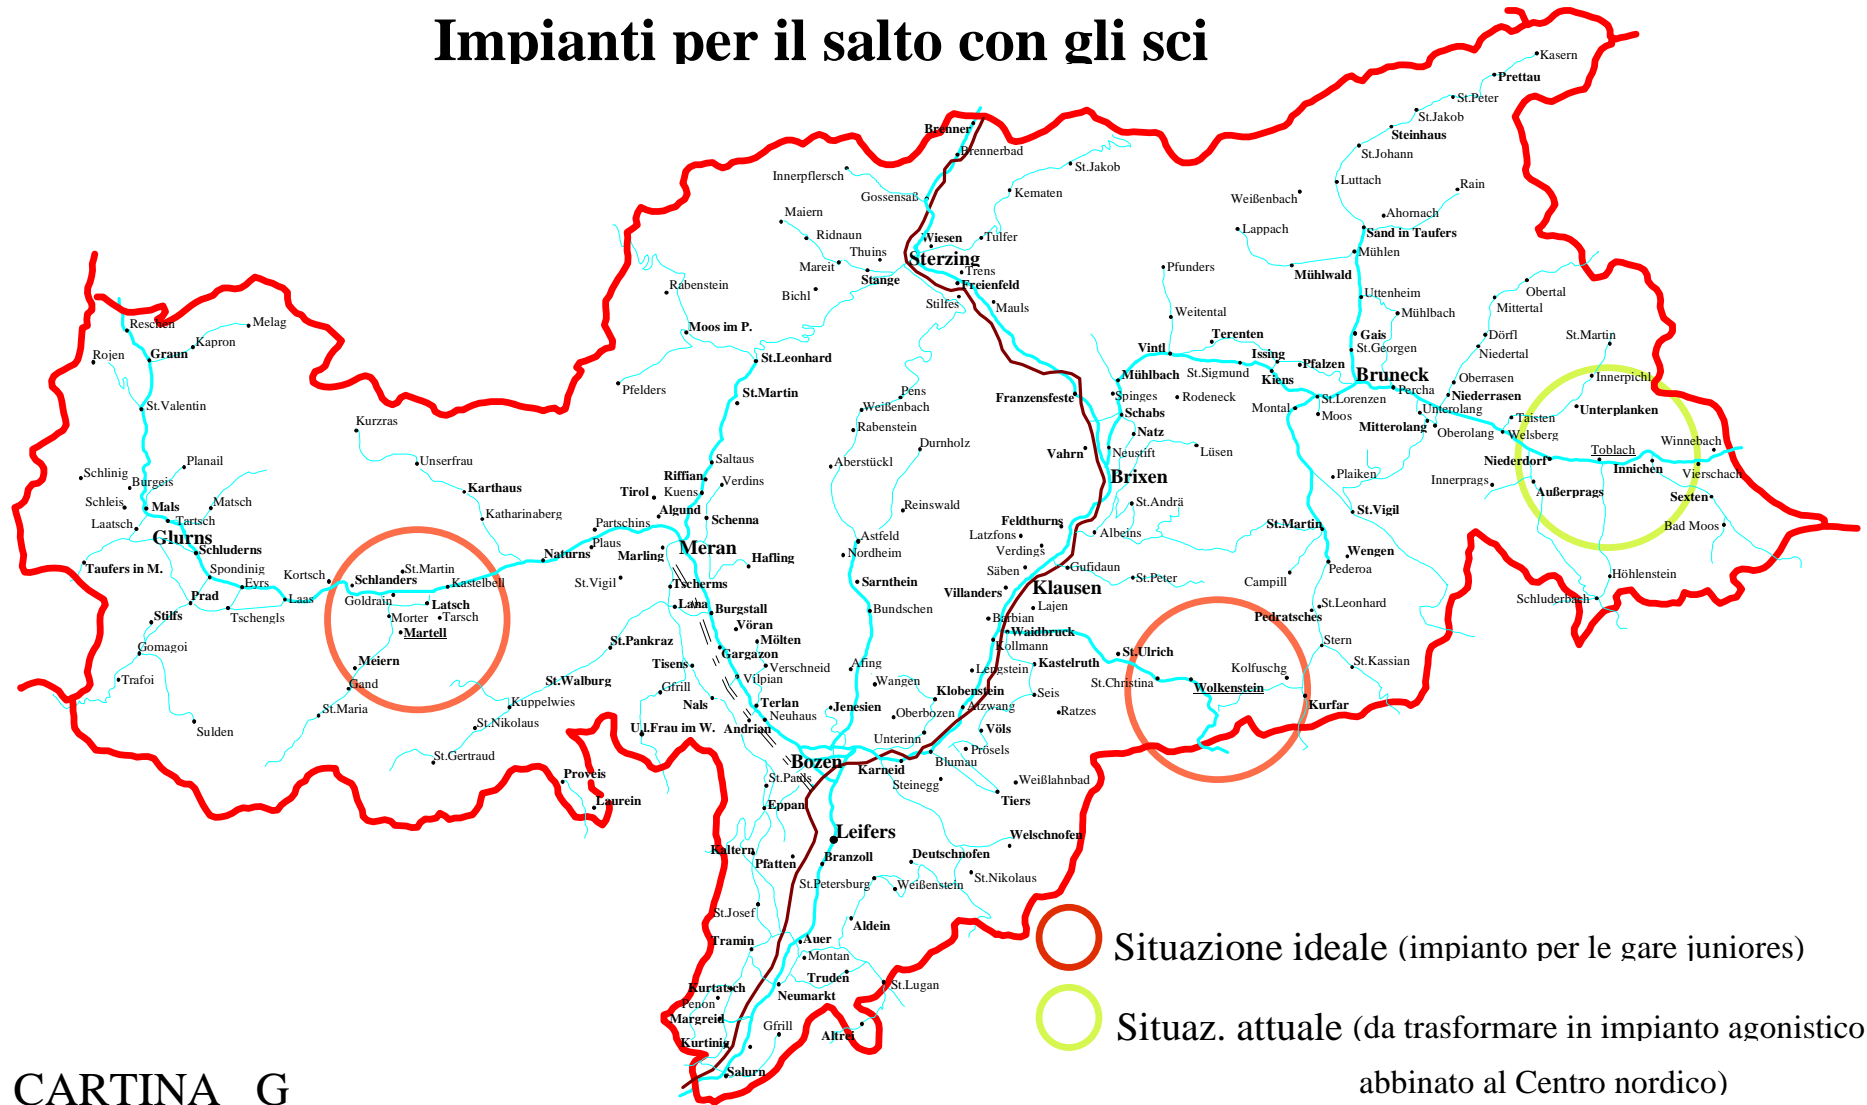 Impianti per il salto con gli sci
Kasern
Prettau
St.Peter
St.Jakob
Steinhaus
St.Johann
Brenner
Brennerbad
St.Jakob
Innerpflersch
Gossensaß
Kematen
Luttach
Rain
Weißenbach
Ahornach
Maiern
Ridnaun
Wiesen
Tulfer
Lappach
Sand in Taufers
Thuins
Sterzing
Mühlen
Mareit
Stange
Trens
Pfunders
Mühlwald
Freienfeld
Rabenstein
Bichl
Stilfes
Mauls
Uttenheim
Obertal
Mittertal
Weitental
Mühlbach
Reschen
Melag
Moos im P.
Terenten
Gais
Dörfl
St.Martin
Kapron
Rojen
Graun
St.Leonhard
Vintl
Issing
St.Georgen
Niedertal
Pfalzen
St.Sigmund
Kiens
Bruneck
Mühlbach
Innerpichl
Oberrasen
Pfelders
St.Martin
Pens
Franzensfeste
Spinges
Rodeneck
Percha
Niederrasen
St.Lorenzen
St.Valentin
Weißenbach
Schabs
Montal
Moos
Unterolang
Unterplanken
Kurzras
Rabenstein
Mitterolang
Taisten
Natz
Oberolang
Welsberg
Durnholz
Vahrn
Neustift
Lüsen
Winnebach
Toblach
Unserfrau
Saltaus
Aberstückl
Niederdorf
Innichen
Planail
Schlinig
Burgeis
Riffian
Verdins
Brixen
Plaiken
Innerprags
Vierschach
Karthaus
Tirol
Kuens
Außerprags
Sexten
Schleis
Mals
Matsch
Reinswald
St.Andrä
Algund
St.Vigil
Tartsch
Katharinaberg
Schenna
Laatsch
Partschins
Feldthurns
St.Martin
Bad Moos
Glurns
Astfeld
Latzfons
Albeins
Plaus
Meran
Schluderns
Marling
Hafling
Nordheim
Verdings
Wengen
Naturns
Taufers in M.
Spondinig
Kortsch
St.Martin
Säben
Gufidaun
Pederoa
Schlanders
Kastelbell
St.Vigil
Tscherms
Sarnthein
St.Peter
Campill
Höhlenstein
Eyrs
Prad
Laas
Goldrain
Klausen
Villanders
Latsch
Lana
Burgstall
Bundschen
Lajen
St.Leonhard
Schluderbach
Stilfs
Tschengls
Morter
Tarsch
Barbian
Pedratsches
Martell
Vöran
Waidbruck
St.Pankraz
Mölten
Kollmann
Gomagoi
Gargazon
St.Ulrich
Stern
Meiern
Tisens
Verschneid
Afing
Lengstein
Kastelruth
Kolfuschg
St.Kassian
Trafoi
Gand
St.Walburg
Vilpian
Wangen
St.Christina
Wolkenstein
Gfrill
Klobenstein
Seis
Kuppelwies
Nals
Terlan
Jenesien
Atzwang
Kurfar
St.Maria
Neuhaus
Oberbozen
Ratzes
Sulden
St.Nikolaus
U.l.Frau im W.
Andrian
Völs
Unterinn
Prösels
St.Gertraud
Bozen
Karneid
Blumau
Proveis
St.Pauls
Steinegg
Weißlahnbad
Laurein
Eppan
Tiers
Leifers
Welschnofen
Kaltern
Pfatten
Branzoll
Deutschnofen
St.Petersburg
Weißenstein
St.Nikolaus
St.Josef
Aldein
Tramin
Auer
Montan
Truden
St.Lugan
Kurtatsch
Neumarkt
Penon
Margreid
Gfrill
Altrei
Kurtinig
Salurn
Situazione ideale (impianto per le gare juniores)
Situaz. attuale (da trasformare in impianto agonistico
abbinato al Centro nordico)
CARTINA G